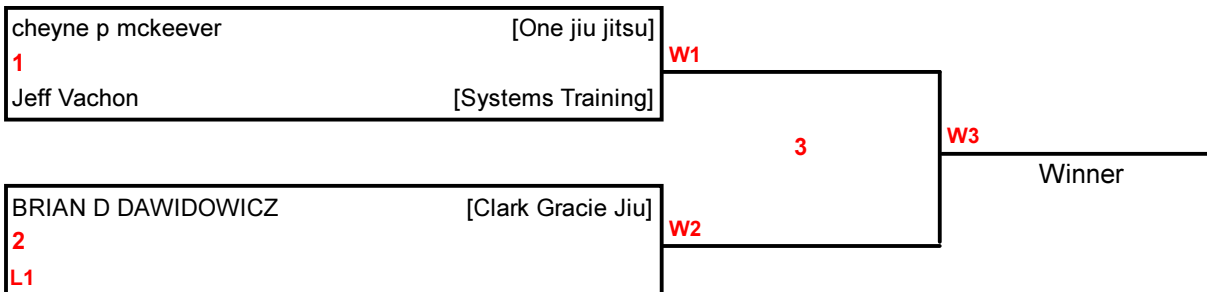 cheyne p mckeever [One jiu jitsu]
W1
1
Jeff Vachon [Systems Training]
3
W3
Winner
BRIAN D DAWIDOWICZ [Clark Gracie Jiu]
W2
2
L1